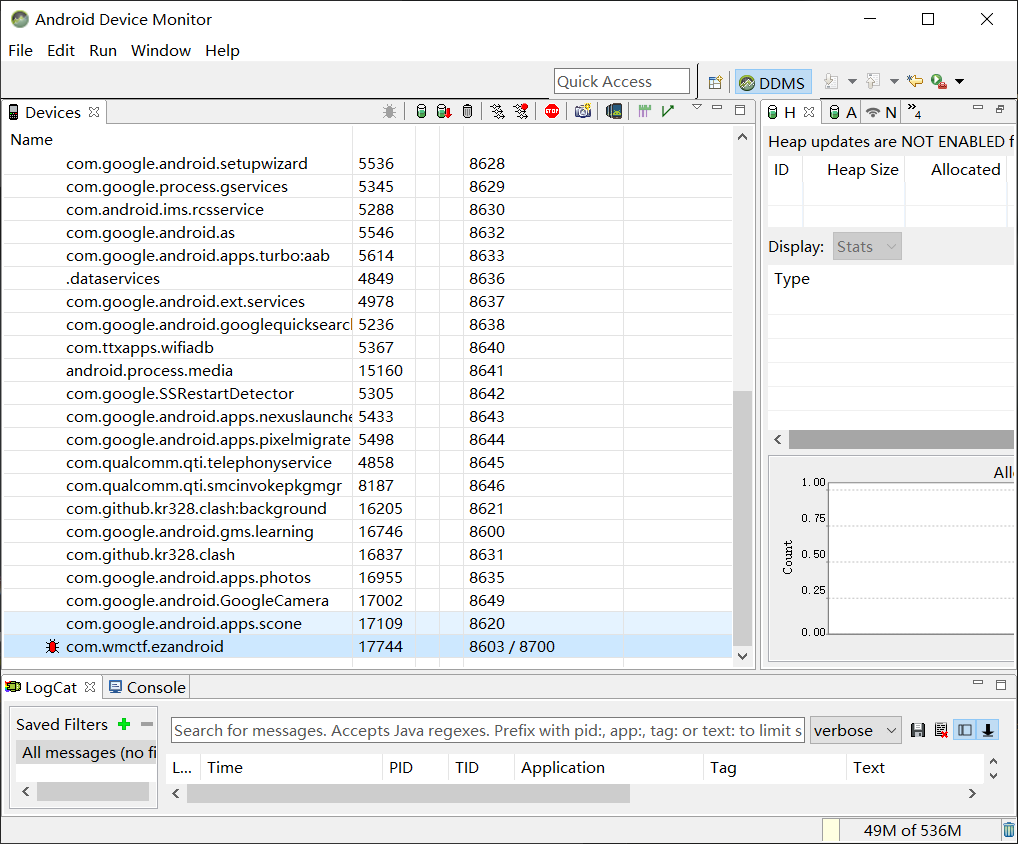 Android Device Monitor
File Edit Run Window Help
Quick Access DDMS
Devices
Name
com.google.android.setupwizard 5536 8628
com.google.process.gservices 5345 8629
com.android.ims.rcsservice 5288 8630
com.google.android.as 5546 8632
com.google.android.apps.turbo:aab 5614 8633
.dataservices 4849 8636
com.google.android.ext.services 4978 8637
com.google.android.googlequicksearc 5236 8638
com.ttxapps.wifiadb 5367 8640
android.process.media 15160 8641
com.google.SSRestartDetector 5305 8642
com.google.android.apps.nexuslaunche 5433 8643
com.google.android.apps.pixelmigrate 5498 8644
com.qualcomm.qti.telephonyservice 4858 8645
com.qualcomm.qti.smcinvokepkgmgr 8187 8646
com.github.kr328.clash:background 16205 8621
com.google.android.gms.learning 16746 8600
com.github.kr328.clash 16837 8631
com.google.android.apps.photos 16955 8635
com.google.android.GoogleCamera 17002 8649
com.google.android.apps.scone 17109 8620
com.wmctf.ezandroid 17744 8603 / 8700
H A N »4
Heap updates are NOT ENABLED f
ID Heap Size Allocated
Display: Stats
Type
All
1.00
0.75
0.50
0.25
0.00
Count
LogCat Console
Saved Filters
All messages (no fi
Search for messages. Accepts Java regexes. Prefix with pid:, app:, tag: or text: to limit s verbose
L... Time PID TID Application Tag Text
49M of 536M